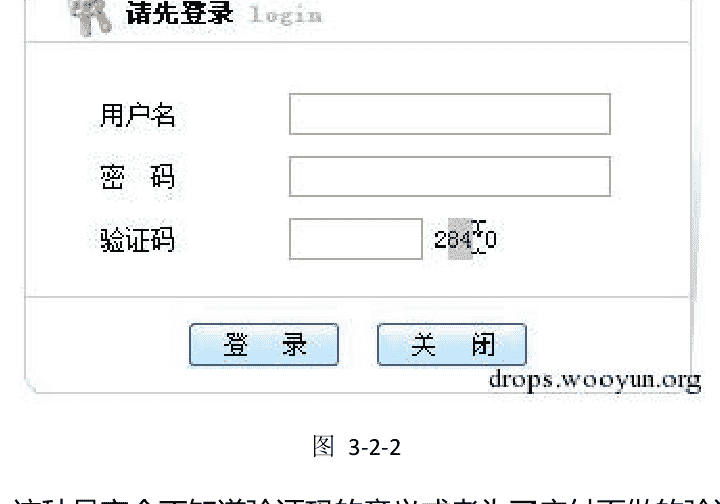 请先登录 login
用户名
密 码
验证码
登 录 关 闭
drops.wooyun.org
图 3-2-2